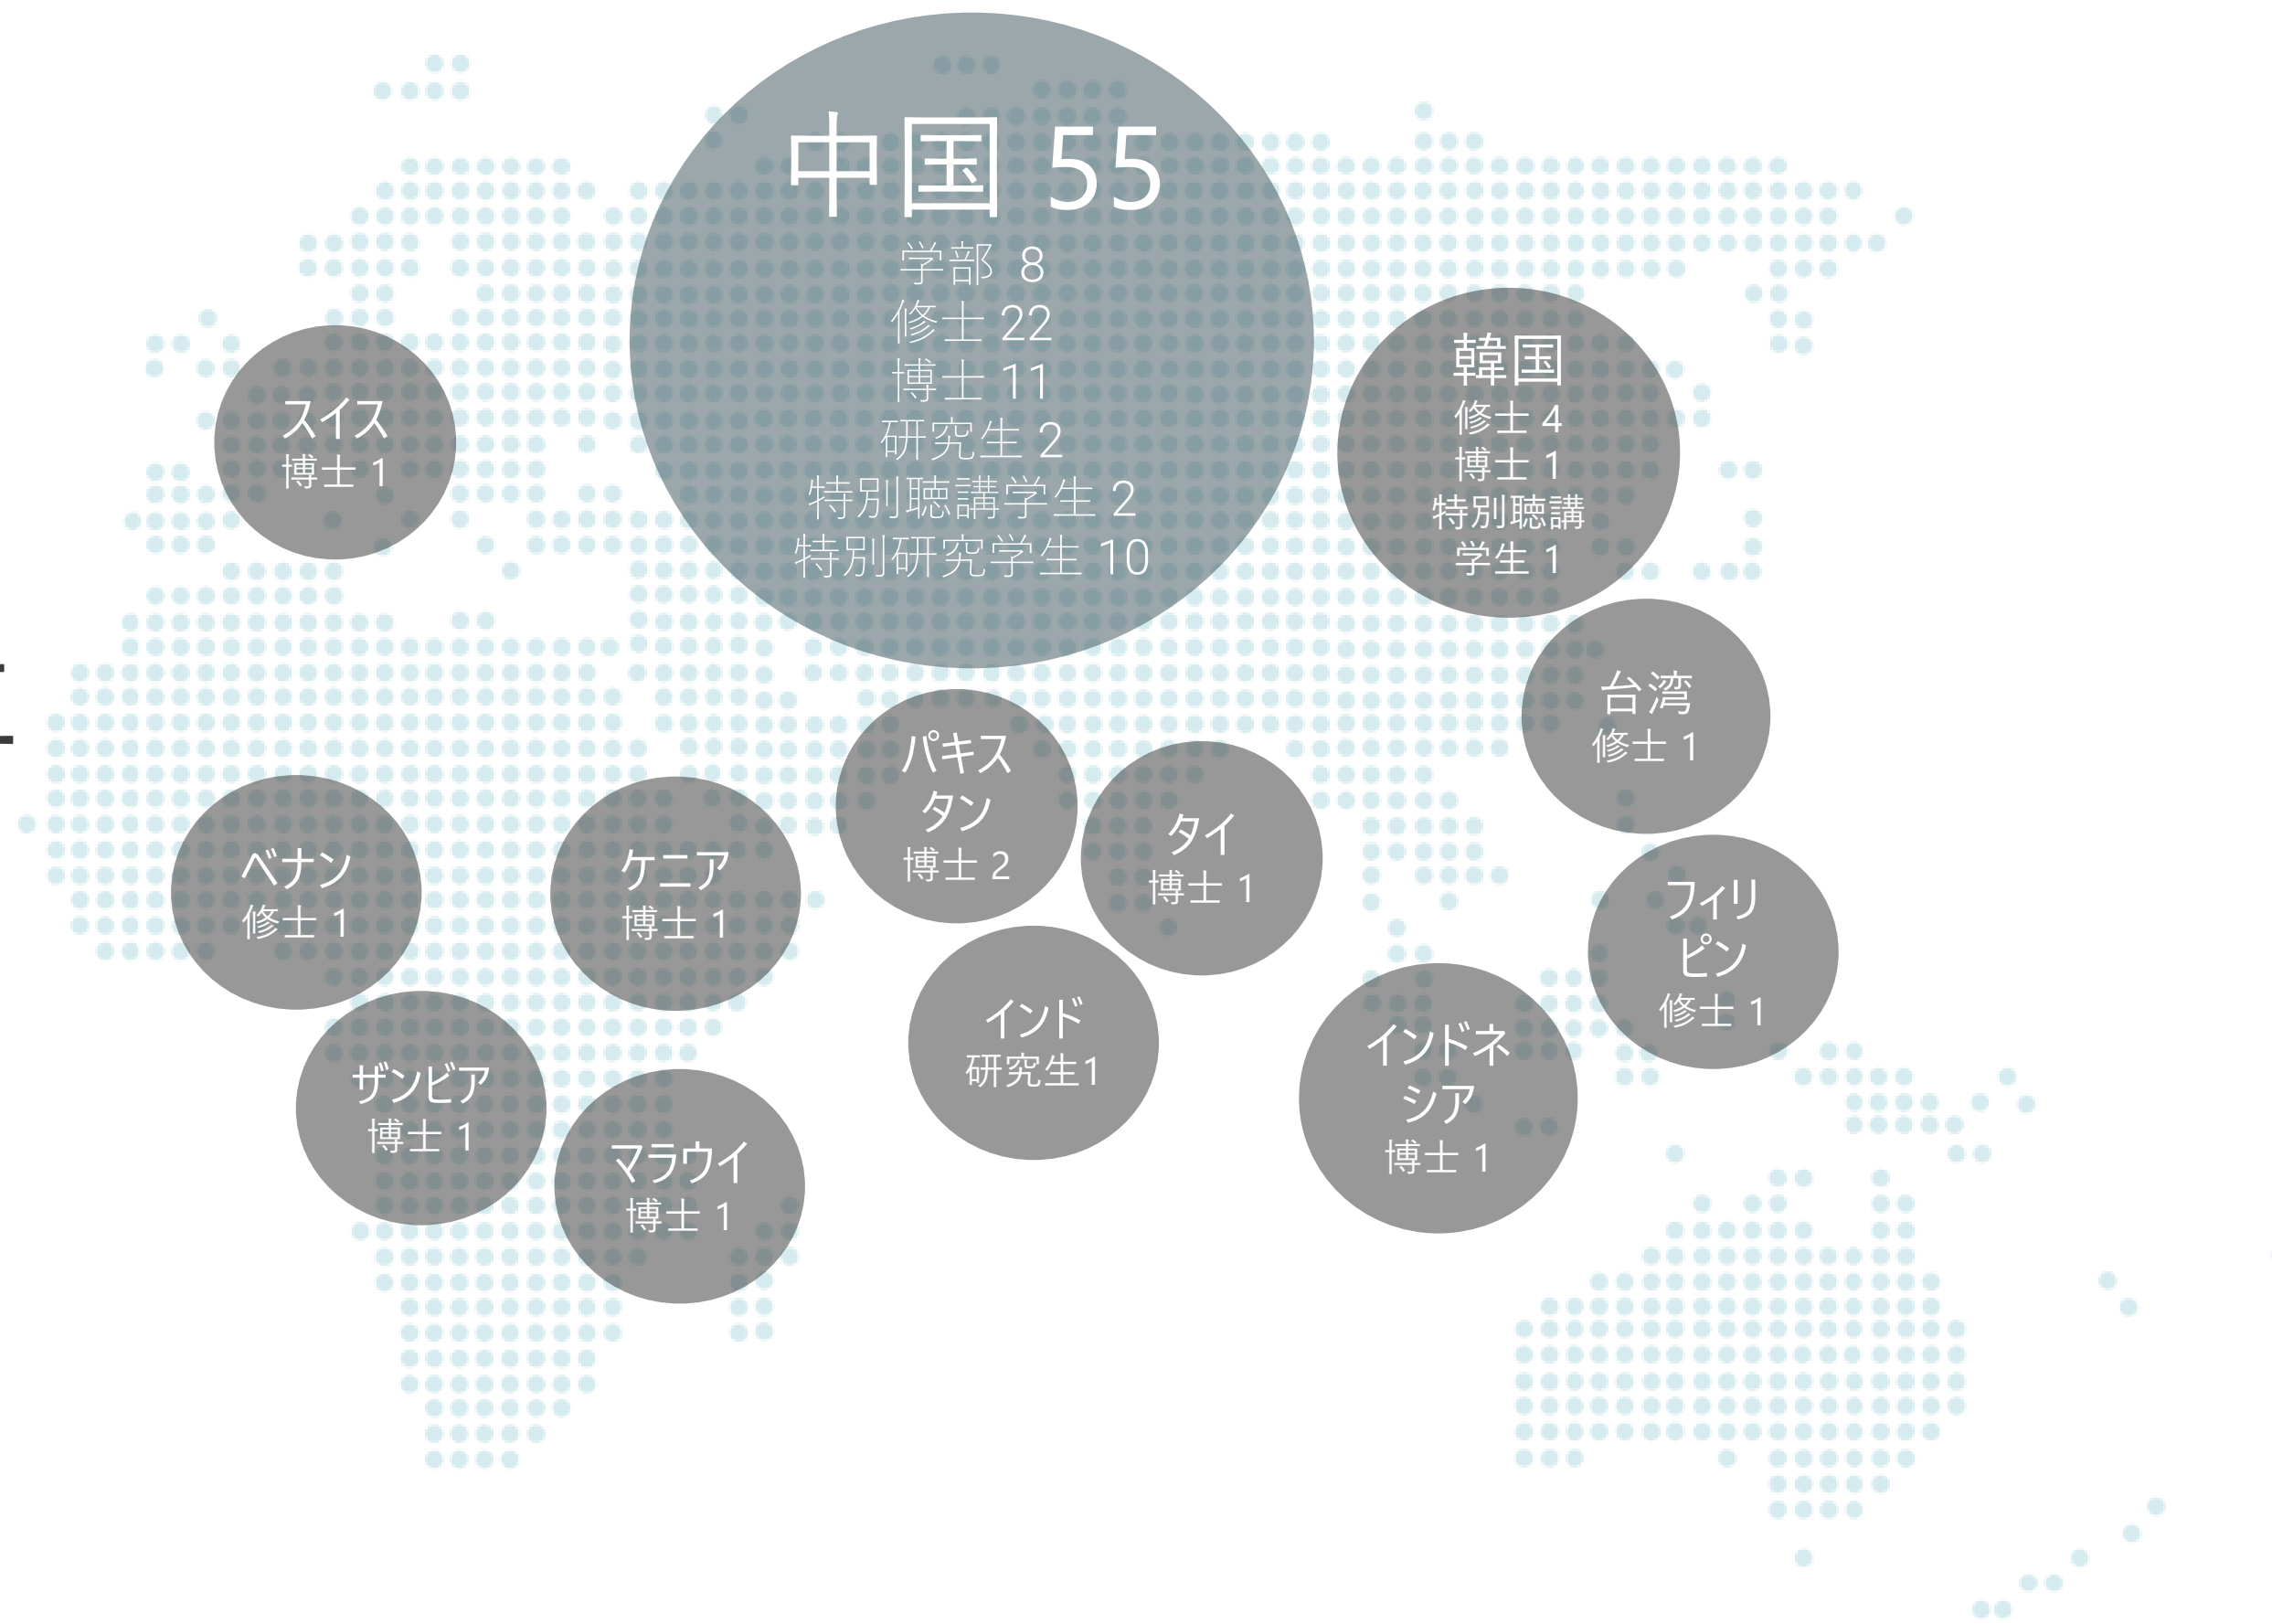 中国 55
学部 8
修士 22
博士 11
研究生 2
特別聴講学生 2
特別研究学生 10
韓国
修士 4
博士 1
特別聴講
学生 1
スイス
博士 1
台湾
修士 1
パキス
タン
博士 2
タイ
博士 1
ベナン
修士 1
ケニア
博士 1
フィリ
ピン
修士 1
インド
研究生 1
インドネ
シア
博士 1
ザンビア
博士 1
マラウイ
博士 1